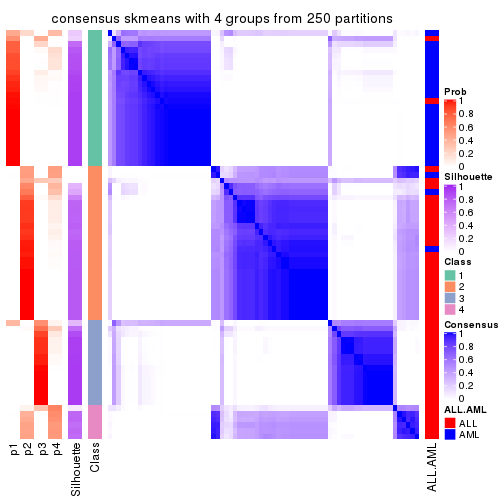 consensus skmeans with 4 groups from 250 partitions
Prob
1
0.8
0.6
0.4
0.2
0
Silhouette
1
0.8
0.6
0.4
0.2
0
Class
1
2
3
4
Consensus
1
0.8
0.6
0.4
0.2
0
ALL.AML
ALL
AML
p1
p2
p3
p4
Silhouette
Class
ALL.AML